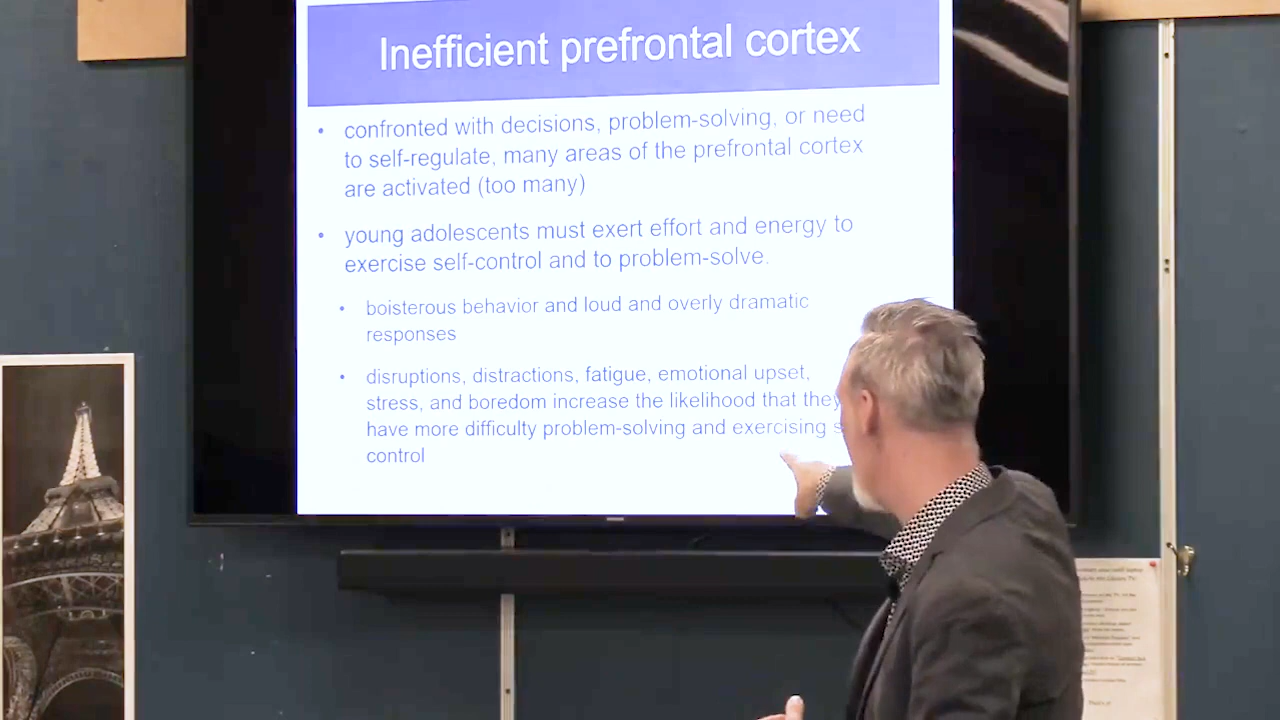 Inefficient prefrontal cortex
• confronted with decisions, problem-solving, or need
to self-regulate, many areas of the prefrontal cortex
are activated (too many)
• young adolescents must exert effort and energy to
exercise self-control and to problem-solve.
• boisterous behavior and loud and overly dramatic
responses
• disruptions, distractions, fatigue, emotional upset,
stress, and boredom increase the likelihood that they
have more difficulty problem-solving and exercising
control